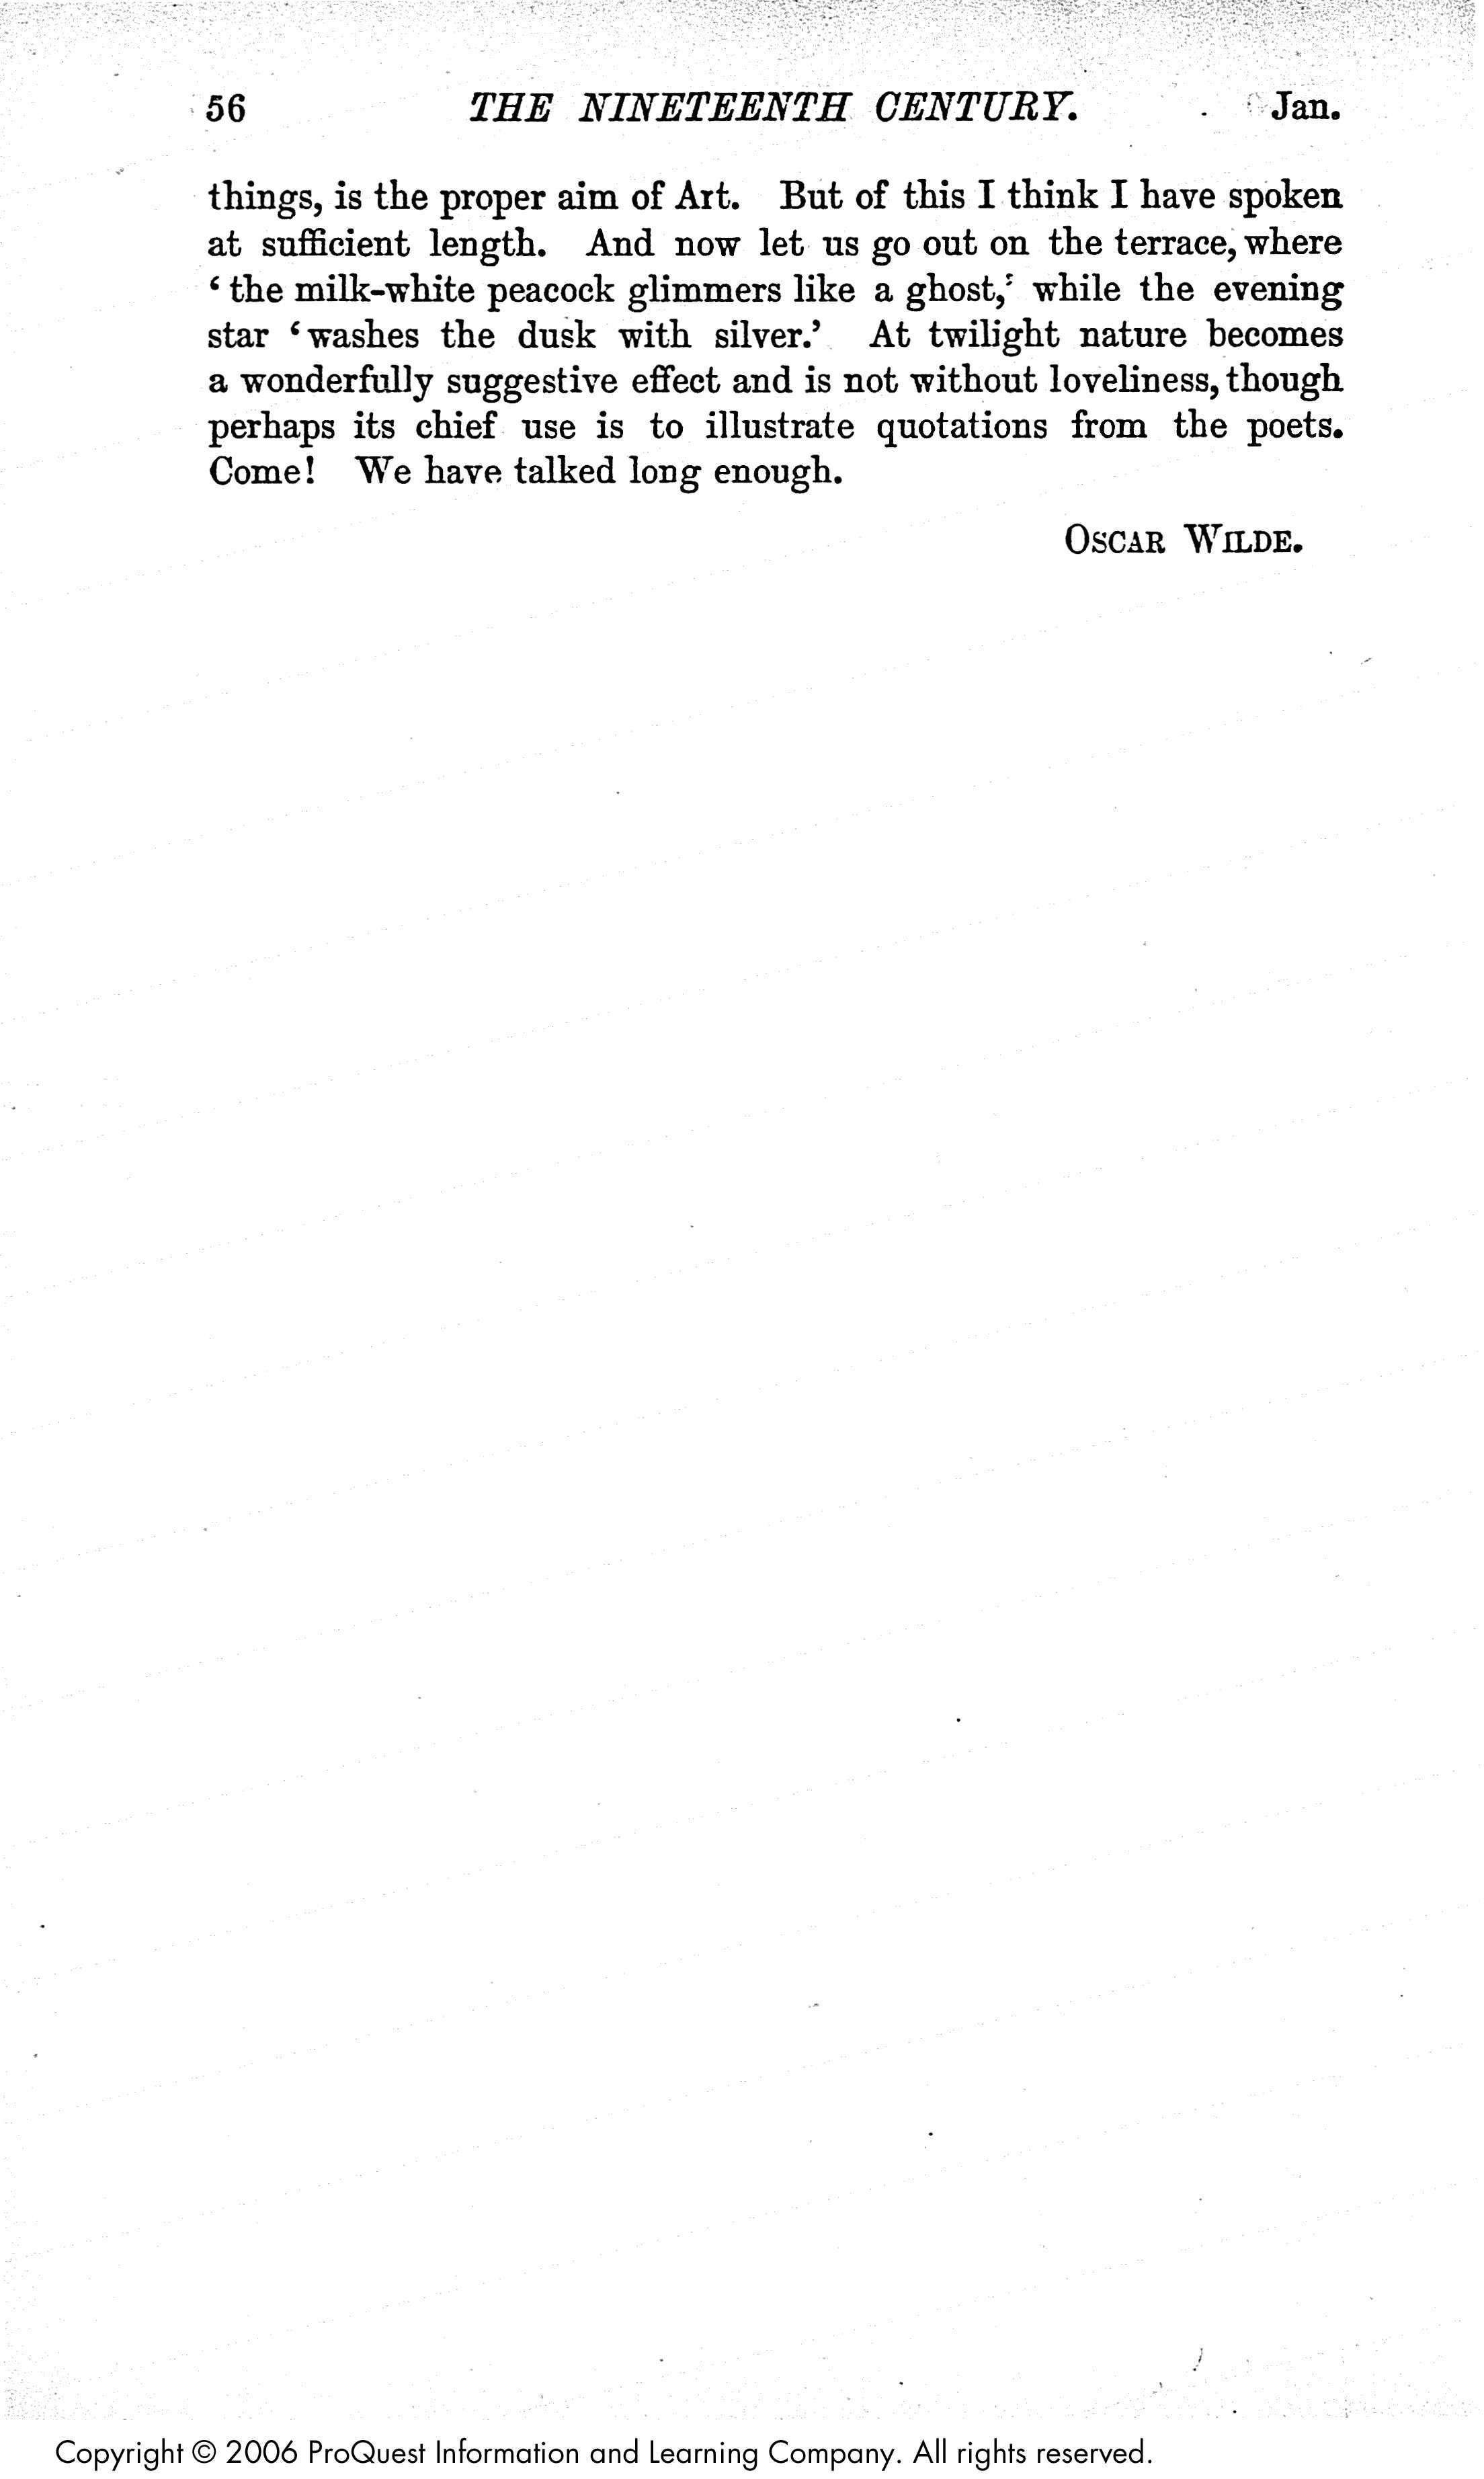 56 THE NINETEENTH CENTURY. Jan.
things, is the proper aim of Art. But of this I think I have spoken
at sufficient length. And now let us go out on the terrace, where
‘ the milk-white peacock glimmers like a ghost,’ while the evening
star ‘ washes the dusk with silver.’ At twilight nature becomes
a wonderfully suggestive effect and is not without loveliness, though
perhaps its chief use is to illustrate quotations from the poets.
Come! We have talked long enough.
OSCAR WILDE.
Copyright © 2006 ProQuest Information and Learning Company. All rights reserved.